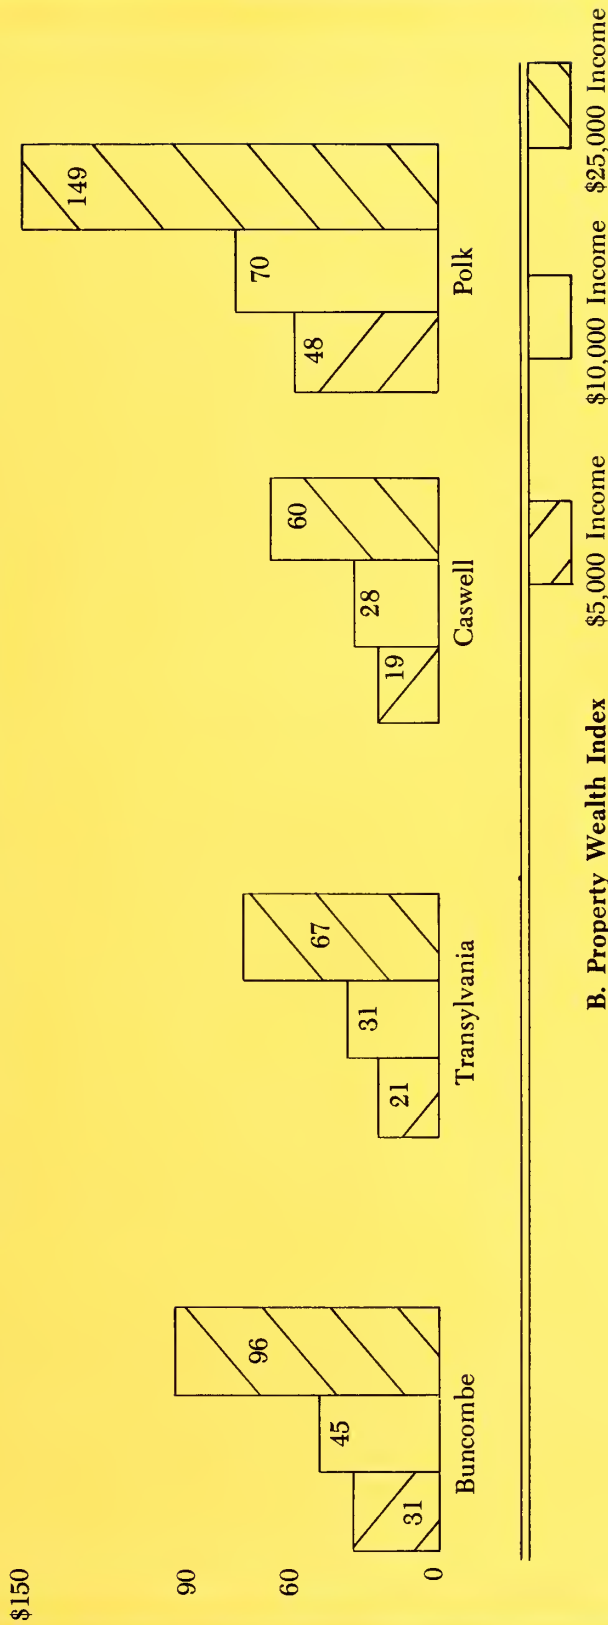 $150
90
60
0
31
45
96
Buncombe
21
31
67
Transylvania
19
28
60
Caswell
48
70
149
Polk
$5,000 Income
$10,000 Income
$25,000 Income
B. Property Wealth Index